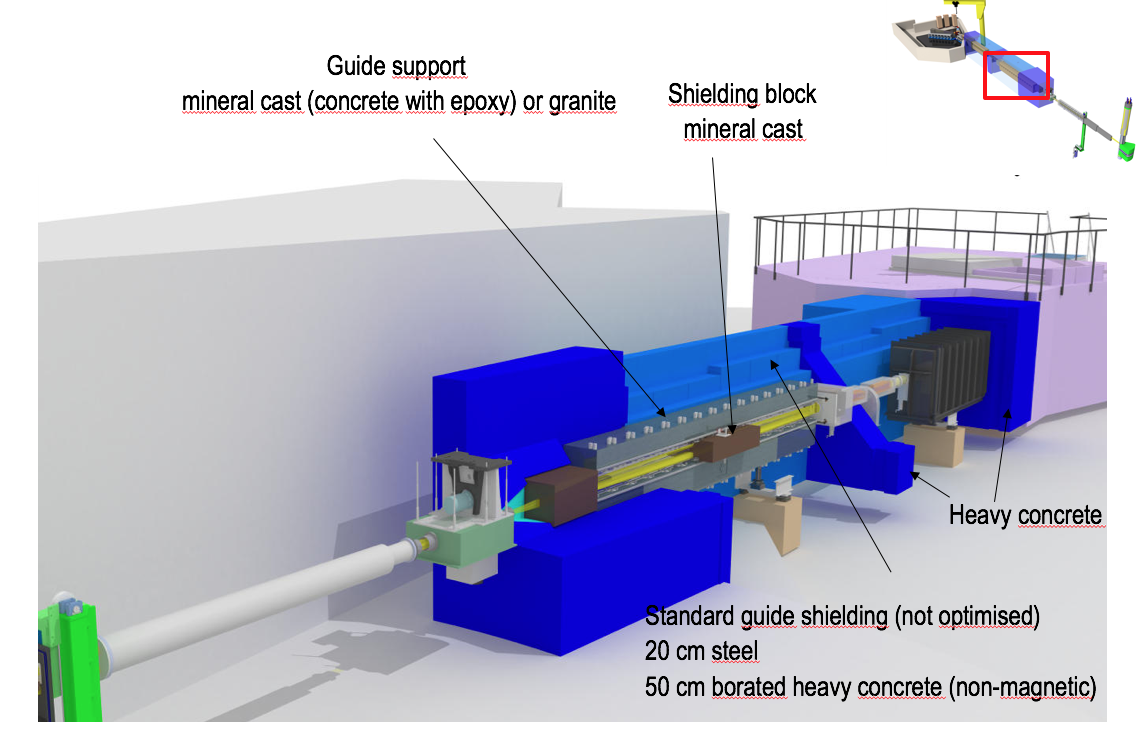 Guide support
mineral cast (concrete with epoxy) or granite
Shielding block
mineral cast
Heavy concrete
Standard guide shielding (not optimised)
20 cm steel
50 cm borated heavy concrete (non-magnetic)